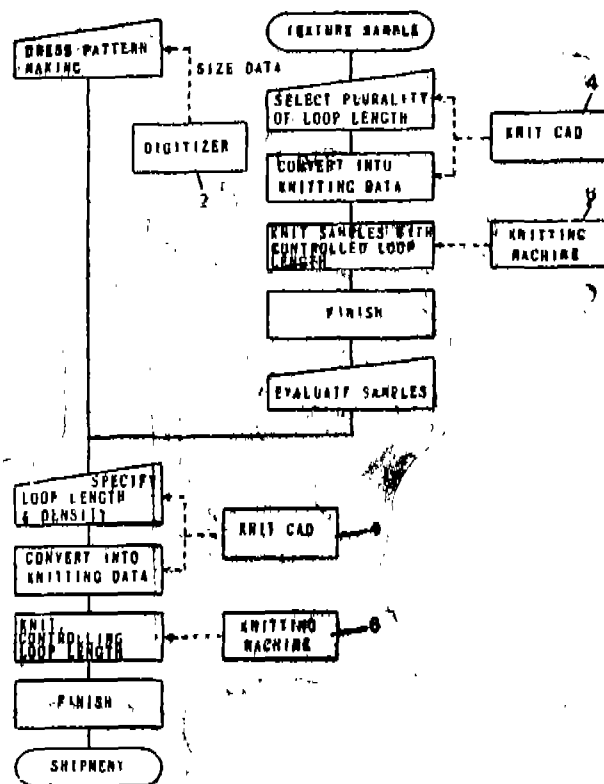 DRESS PATTERN
MAKING
SIZE DATA
DIGITIZER
2
TEXTURE SAMPLE
SELECT PLURALITY
OF LOOP LENGTH
4
KNIT CAD
CONVERT INTO
KNITTING DATA
KNIT SAMPLES WITH
CONTROLLED LOOP
LENGTH
KNITTING
MACHINE
FINISH
EVALUATE SAMPLES
SPECIFY
LOOP LENGTH
& DENSITY
KNIT CAD
CONVERT INTO
KNITTING DATA
KNIT,
CONTROLLING
LOOP LENGTH
KNITTING
MACHINE
6
FINISH
SHIPMENT